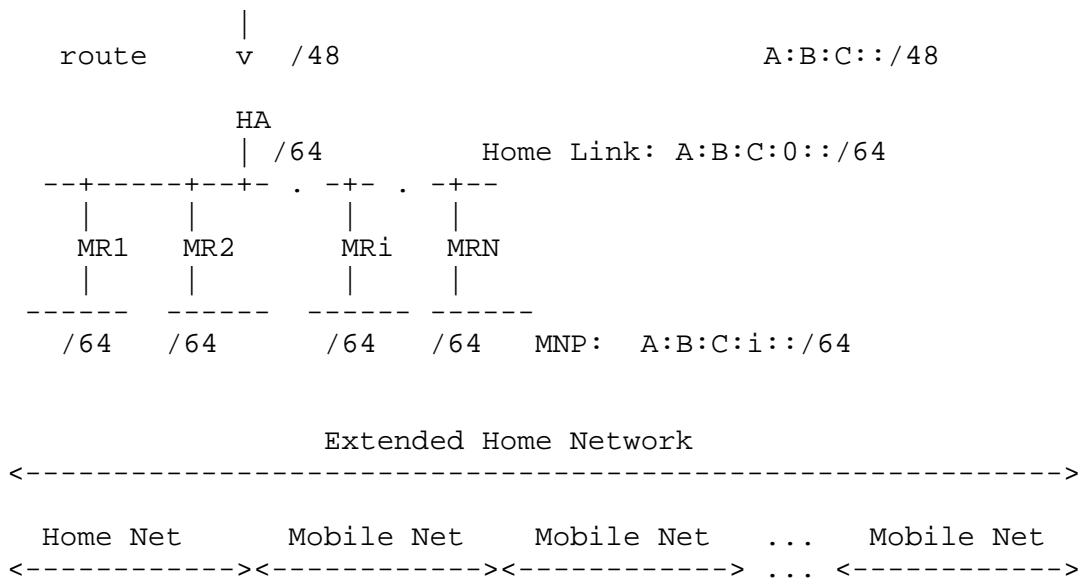 |
route v /48 A:B:C::/48
HA
| /64 Home Link: A:B:C:0::/64
--+-----+--+- . -+- . -+--
| | | |
MR1 MR2 MRi MRN
| | | |
------ ------ ------ ------
/64 /64 /64 /64 MNP: A:B:C:i::/64
Extended Home Network
<----------------------------------------------------------->
Home Net Mobile Net Mobile Net ... Mobile Net
<------------><------------><------------> ... <------------>